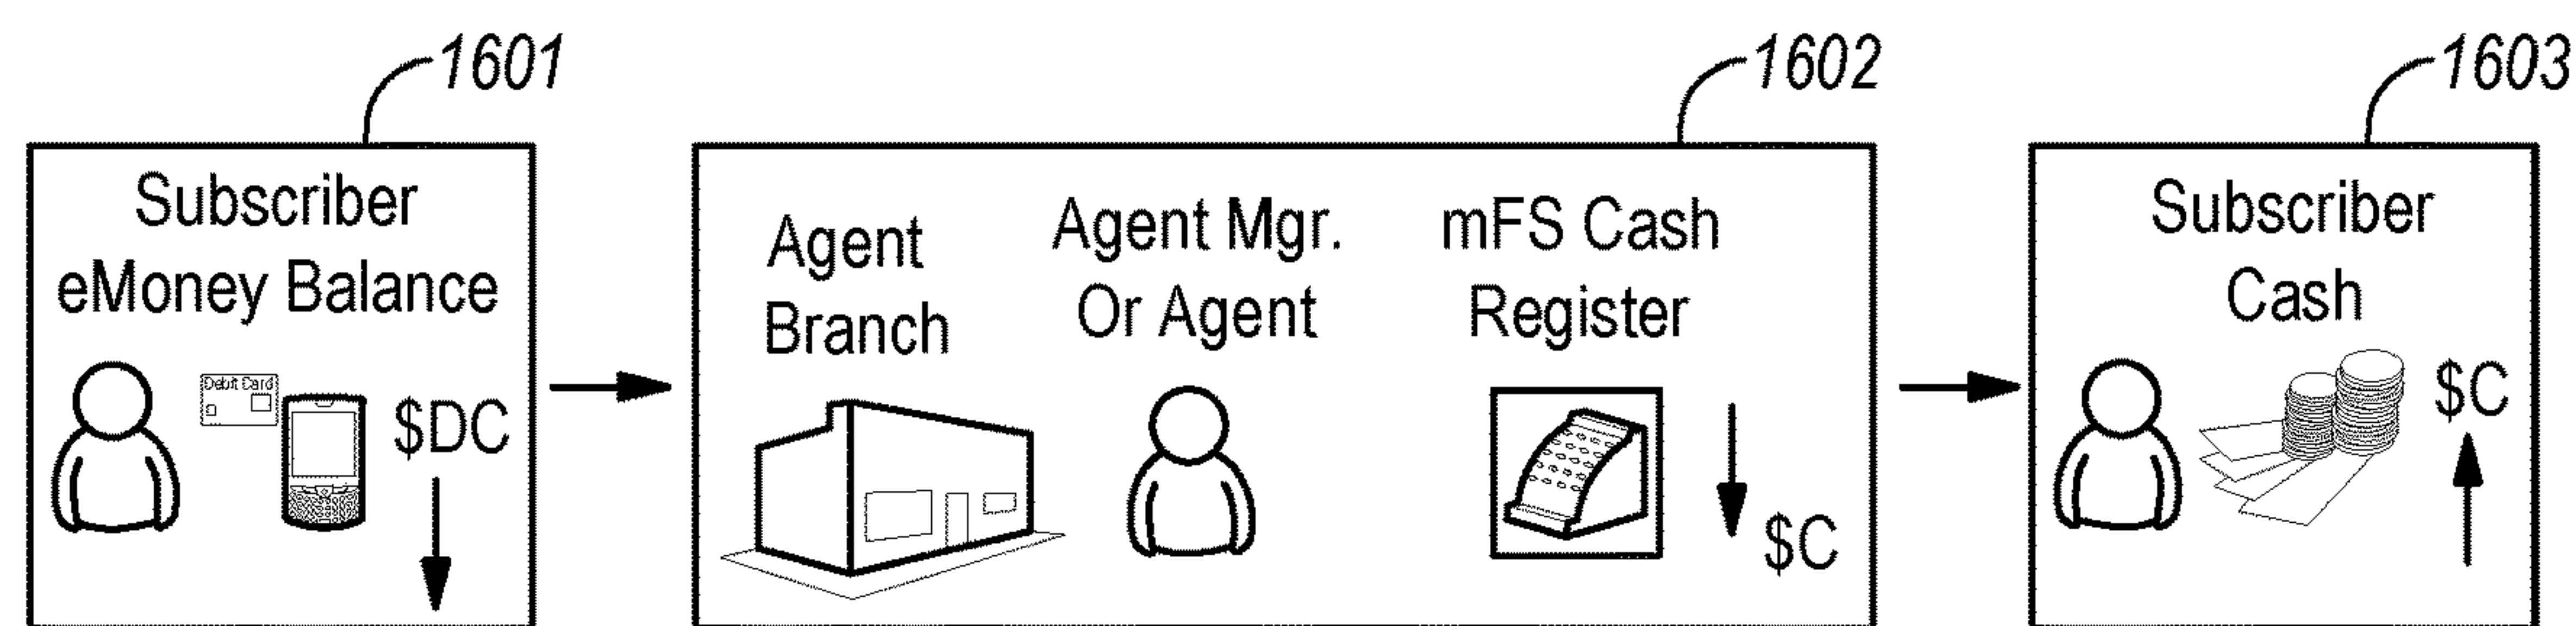 1601
1602
1603
Subscriber
eMoney Balance
Debit Card
$DC
Agent
Branch
Agent Mgr.
Or Agent
mFS Cash
Register
$C
Subscriber
Cash
$C